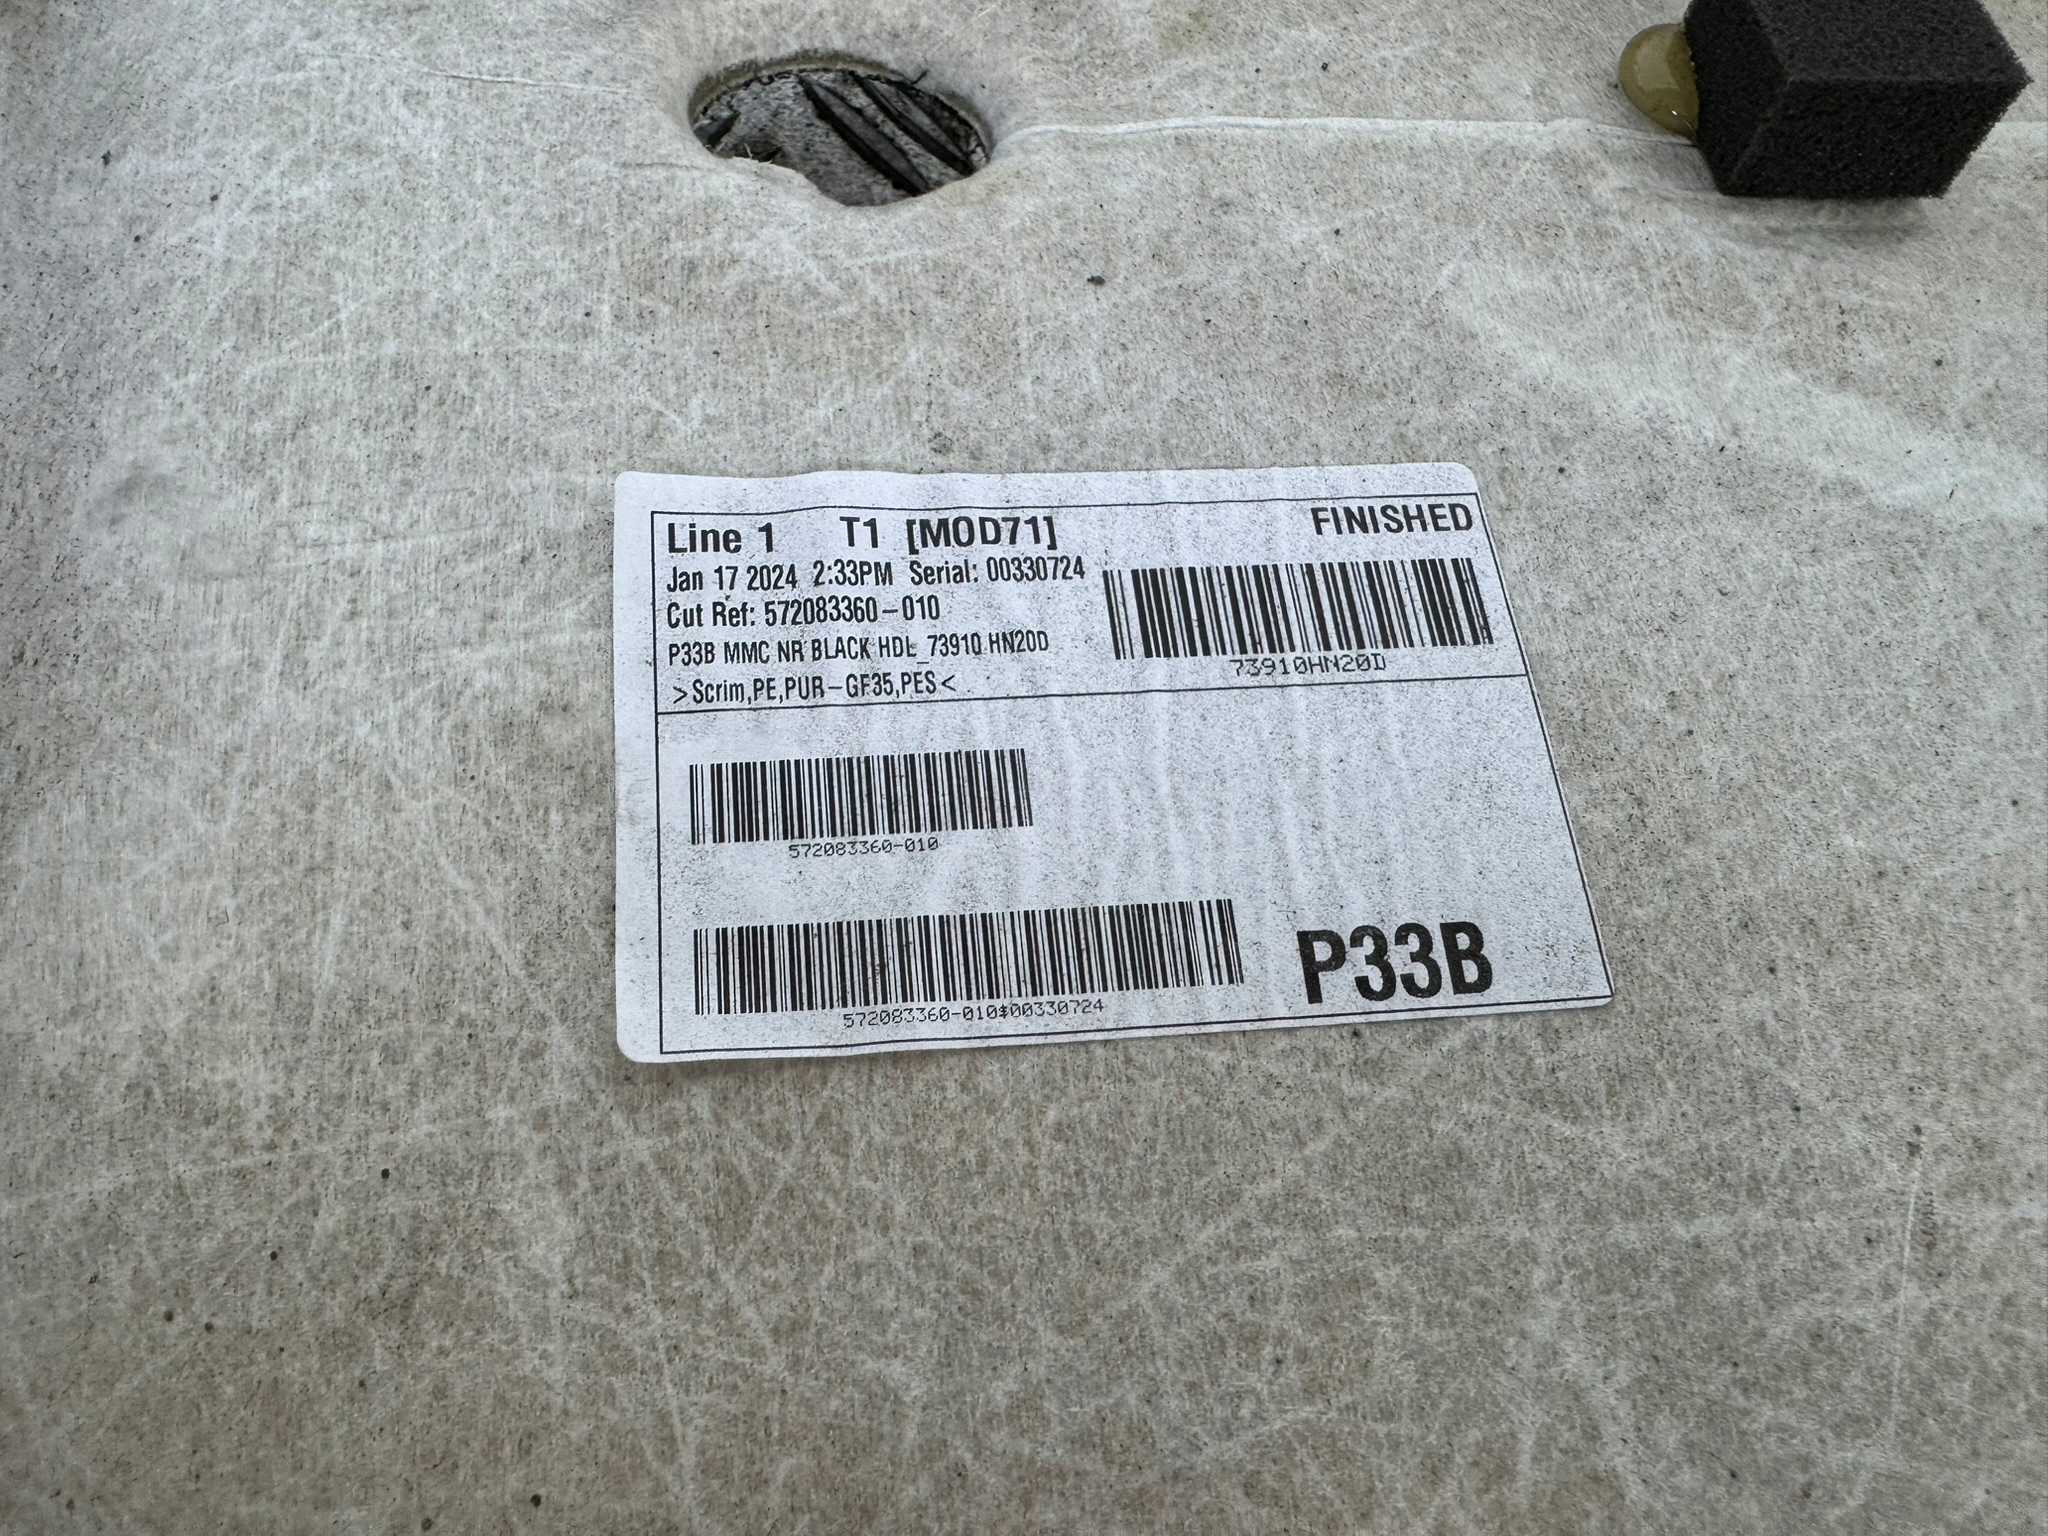 Line 1 T1 [MOD71] FINISHED
Jan 17 2024 2:33PM Serial: 00330724
Cut Ref: 572083360-010
P33B MMC NR BLACK HDL_73910 HN20D
73910HN20D
>Scrim,PE,PUR-GF35,PES<
572083360-010
P33B
572083360-010$00330724